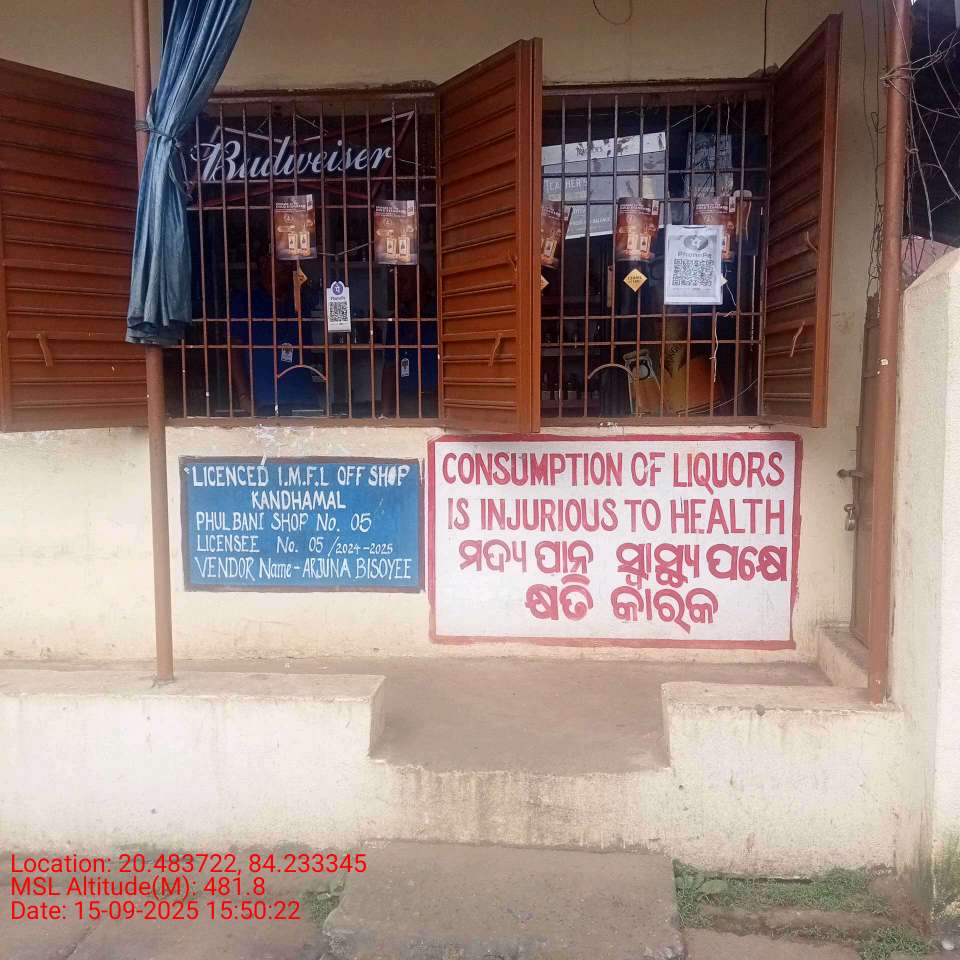 Budweiser
PhonePe
PhonePe
LICENCED I.M.F.L OFF SHOP
KANDHAMAL
PHULBANI SHOP No. 05
LICENSEE No. 05/2024-2025
VENDOR Name - ARJUNA BISOYEE
CONSUMPTION OF LIQUORS
IS INJURIOUS TO HEALTH
ମଦ୍ୟ ପାନ ସ୍ୱାସ୍ଥ୍ୟ ପକ୍ଷେ
କ୍ଷତି କାରକ
Location: 20.483722, 84.233345
MSL Altitude(M): 481.8
Date: 15-09-2025 15:50:22